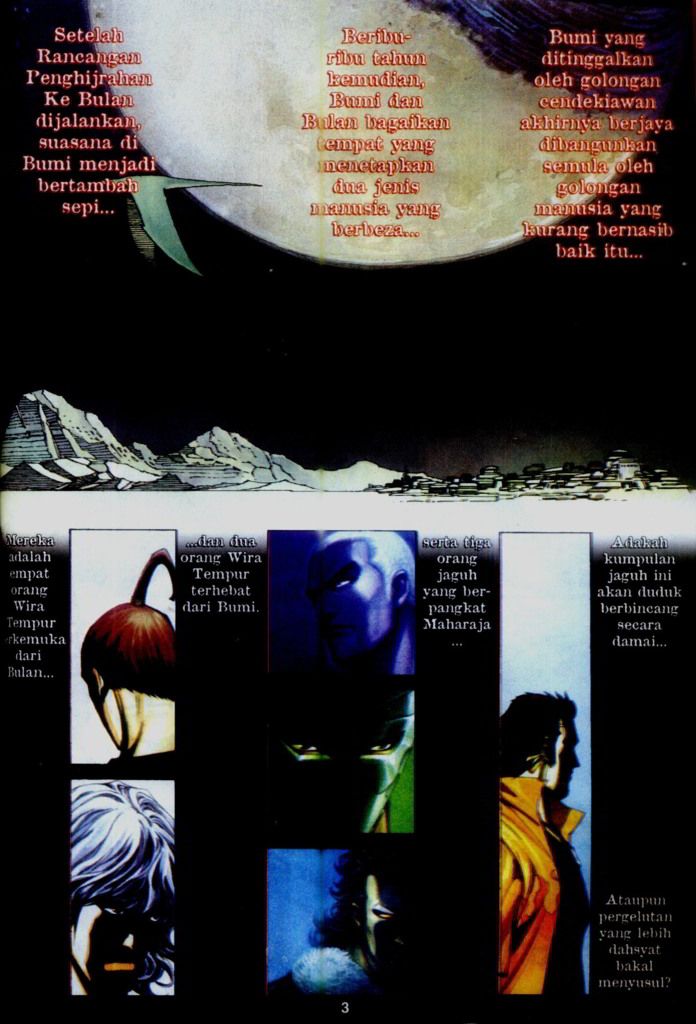 Setelah
Rancangan
Penghijrahan
Ke Bulan
dijalankan,
suasana di
Bumi menjadi
bertambah
sepi...
Beribu-
ribu tahun
kemudian,
Bumi dan
Bulan bagaikan
tempat yang
menetapkan
dua jenis
manusia yang
berbeza...
Bumi yang
ditinggalkan
oleh golongan
cendekiawan
akhirnya berjaya
dibangunkan
semula oleh
golongan
manusia yang
kurang bernasib
baik itu...
Mereka
adalah
empat
orang
Wira
Tempur
erkemuka
dari
Bulan...
...dan dua
orang Wira
Tempur
terhebat
dari Bumi.
serta tiga
orang
jaguh
yang ber-
pangkat
Maharaja
...
Adakah
kumpulan
jaguh ini
akan duduk
berbincang
secara
damai...
Ataupun
pergelutan
yang lebih
dahsyat
bakal
menyusul?
3